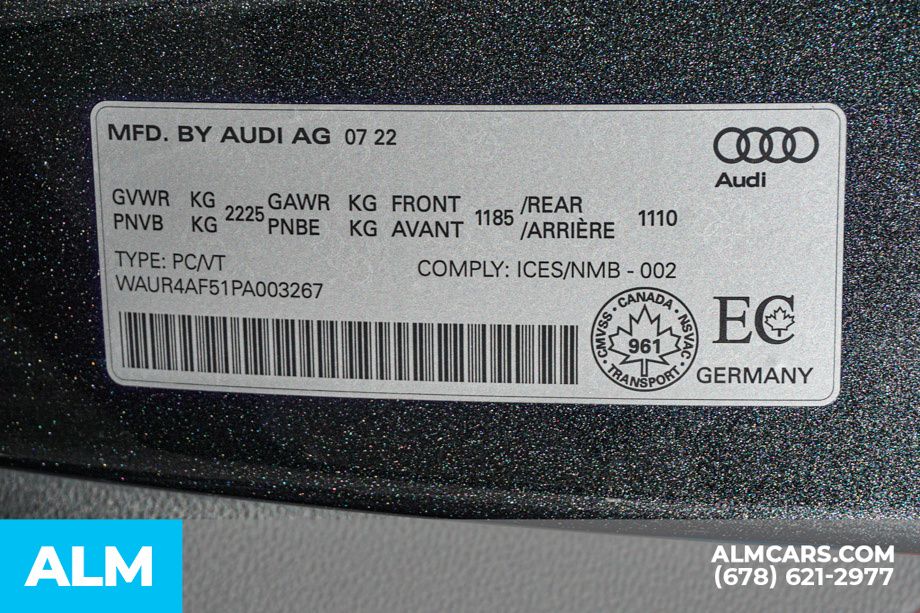 MFD. BY AUDI AG 07 22
Audi
GVWR KG 2225 GAWR KG FRONT 1185 /REAR 1110
PNVB KG PNBE KG AVANT /ARRIÈRE
TYPE: PC/VT
COMPLY: ICES/NMB - 002
WAUR4AF51PA003267
CMVSS · CANADA · NSVAC · TRANSPORT ·
961
EC
GERMANY
ALM
ALMCARS.COM
(678) 621-2977